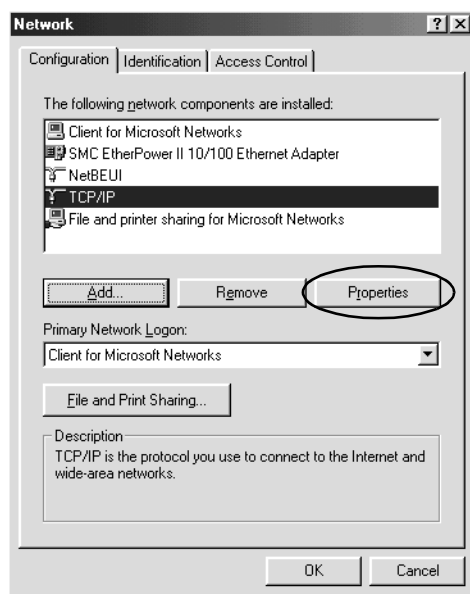 Network
? X
Configuration Identification Access Control
The following network components are installed:
Client for Microsoft Networks
SMC EtherPower II 10/100 Ethernet Adapter
NetBEUI
TCP/IP
File and printer sharing for Microsoft Networks
Add... Remove Properties
Primary Network Logon:
Client for Microsoft Networks
File and Print Sharing...
Description
TCP/IP is the protocol you use to connect to the Internet and
wide-area networks.
OK Cancel